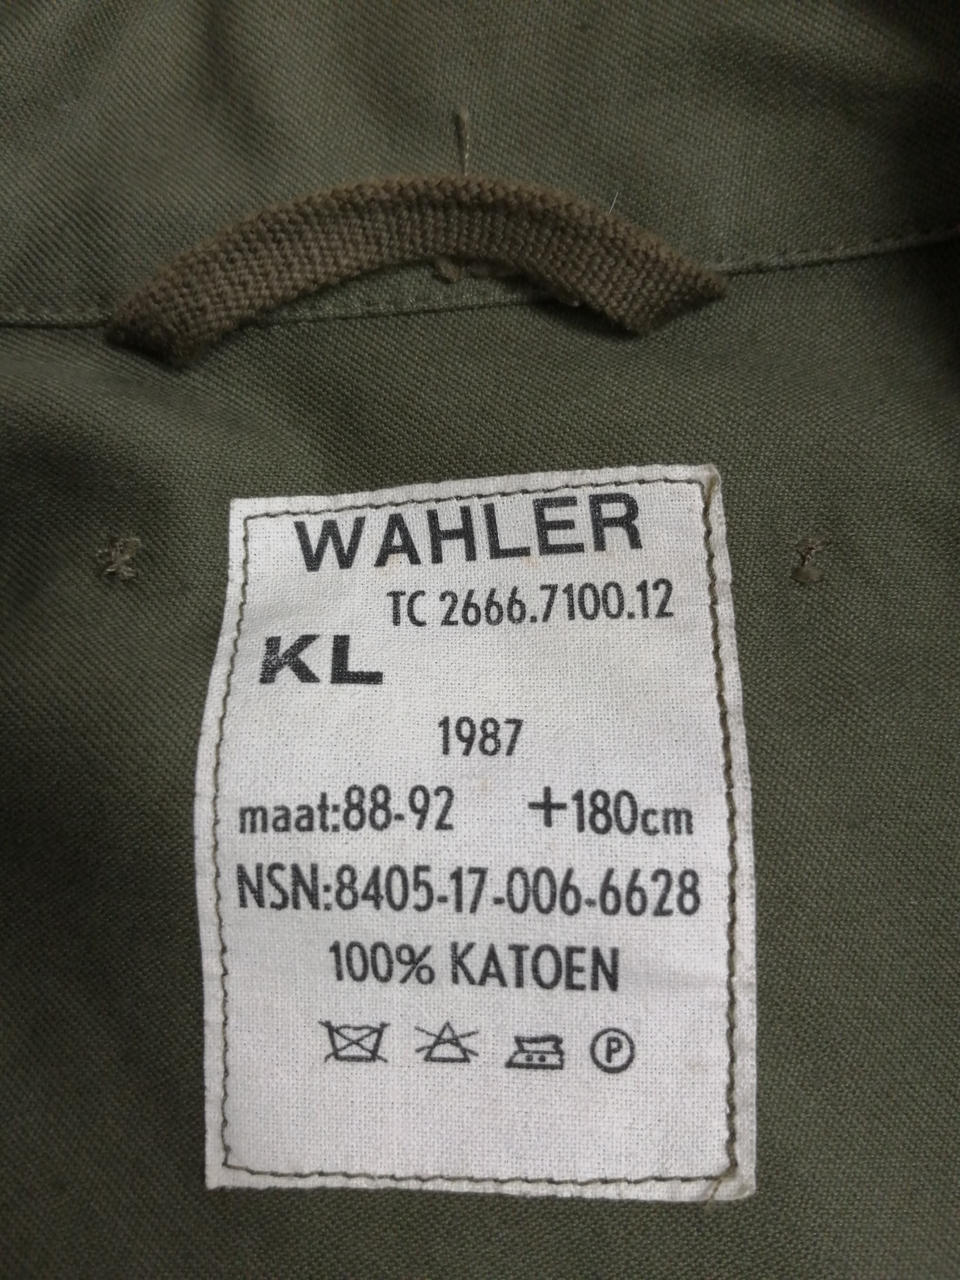 WAHLER
TC 2666.7100.12
KL
1987
maat:88-92 +180cm
NSN:8405-17-006-6628
100% KATOEN
P